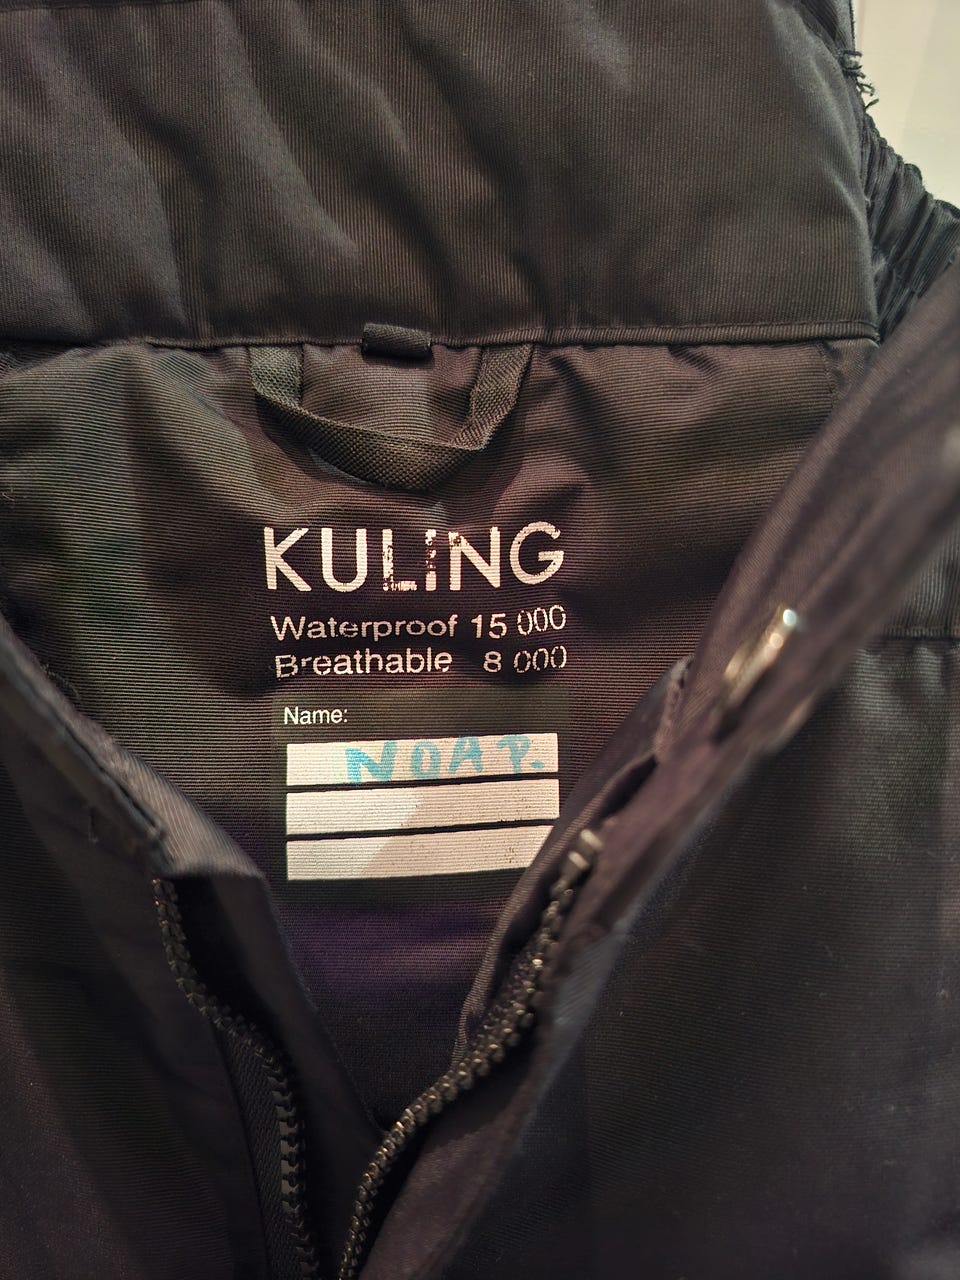 KULING
Waterproof 15 000
Breathable 8 000
Name:
NOA P.